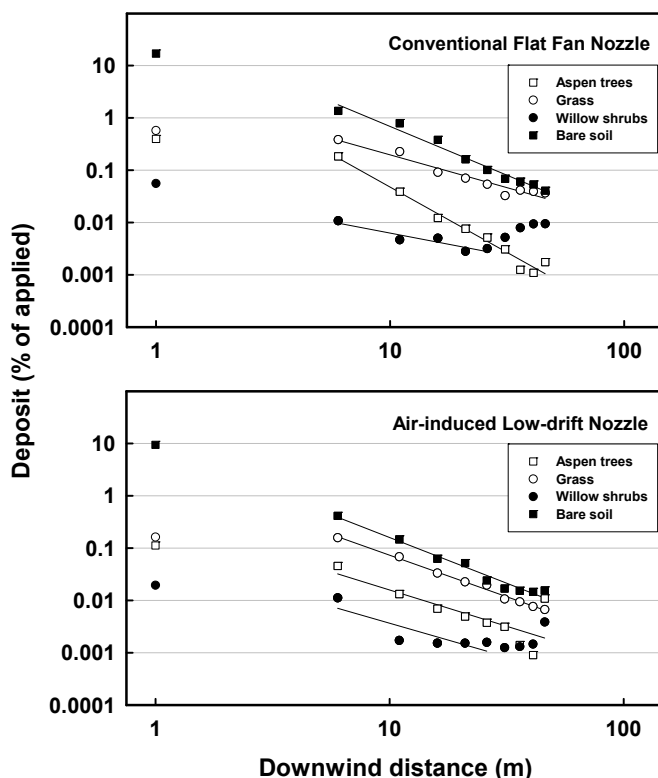 Conventional Flat Fan Nozzle
Aspen trees
Grass
Willow shrubs
Bare soil
10
1
0.1
0.01
0.001
0.0001
1
10
100
Deposit (% of applied)
Air-induced Low-drift Nozzle
Aspen trees
Grass
Willow shrubs
Bare soil
10
1
0.1
0.01
0.001
0.0001
1
10
100
Downwind distance (m)